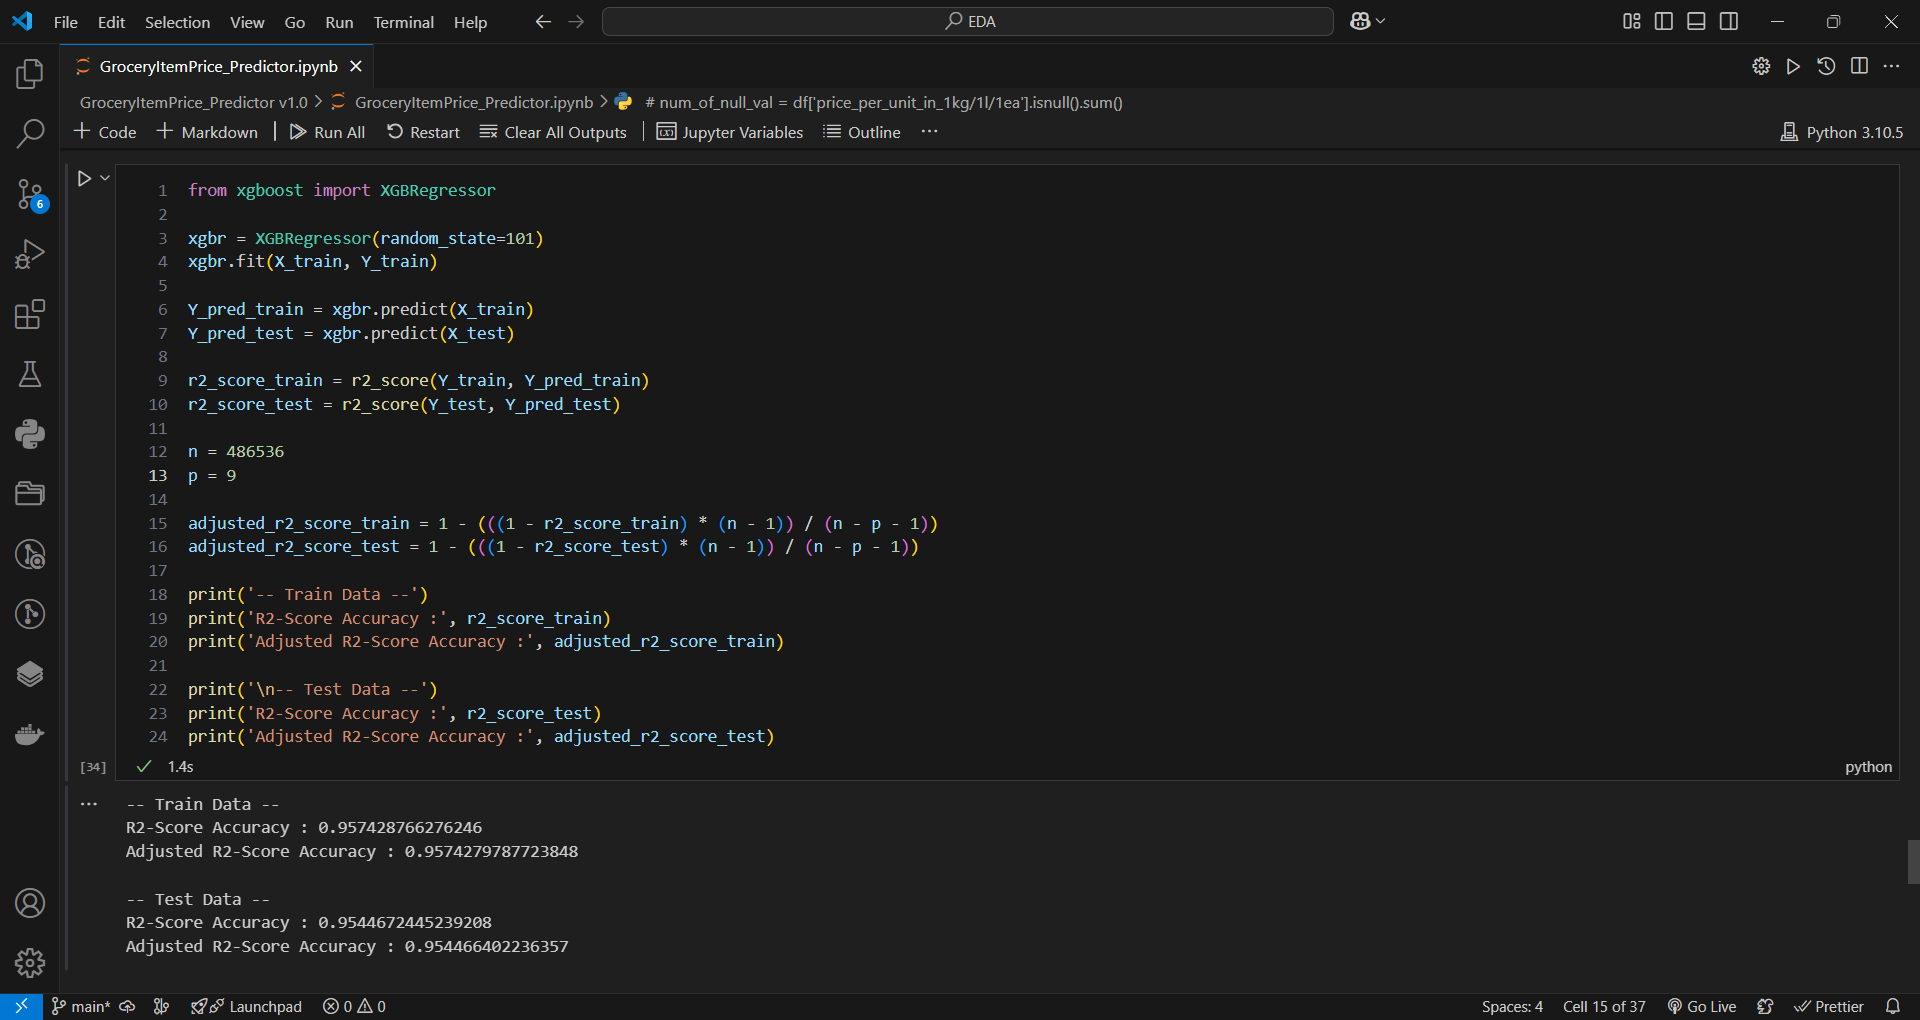 File Edit Selection View Go Run Terminal Help EDA
GroceryItemPrice_Predictor.ipynb
GroceryItemPrice_Predictor v1.0 > GroceryItemPrice_Predictor.ipynb > # num_of_null_val = df['price_per_unit_in_1kg/1l/1ea'].isnull().sum()
+ Code + Markdown | Run All Restart Clear All Outputs | Jupyter Variables Outline ... Python 3.10.5
6
1 from xgboost import XGBRegressor
2
3 xgbr = XGBRegressor(random_state=101)
4 xgbr.fit(X_train, Y_train)
5
6 Y_pred_train = xgbr.predict(X_train)
7 Y_pred_test = xgbr.predict(X_test)
8
9 r2_score_train = r2_score(Y_train, Y_pred_train)
10 r2_score_test = r2_score(Y_test, Y_pred_test)
11
12 n = 486536
13 p = 9
14
15 adjusted_r2_score_train = 1 - (((1 - r2_score_train) * (n - 1)) / (n - p - 1))
16 adjusted_r2_score_test = 1 - (((1 - r2_score_test) * (n - 1)) / (n - p - 1))
17
18 print('-- Train Data --')
19 print('R2-Score Accuracy :', r2_score_train)
20 print('Adjusted R2-Score Accuracy :', adjusted_r2_score_train)
21
22 print('\n-- Test Data --')
23 print('R2-Score Accuracy :', r2_score_test)
24 print('Adjusted R2-Score Accuracy :', adjusted_r2_score_test)
[34] ✓ 1.4s python
... -- Train Data --
R2-Score Accuracy : 0.957428766276246
Adjusted R2-Score Accuracy : 0.9574279787723848
-- Test Data --
R2-Score Accuracy : 0.9544672445239208
Adjusted R2-Score Accuracy : 0.954466402236357
main* Launchpad 0 0 Spaces: 4 Cell 15 of 37 Go Live Prettier